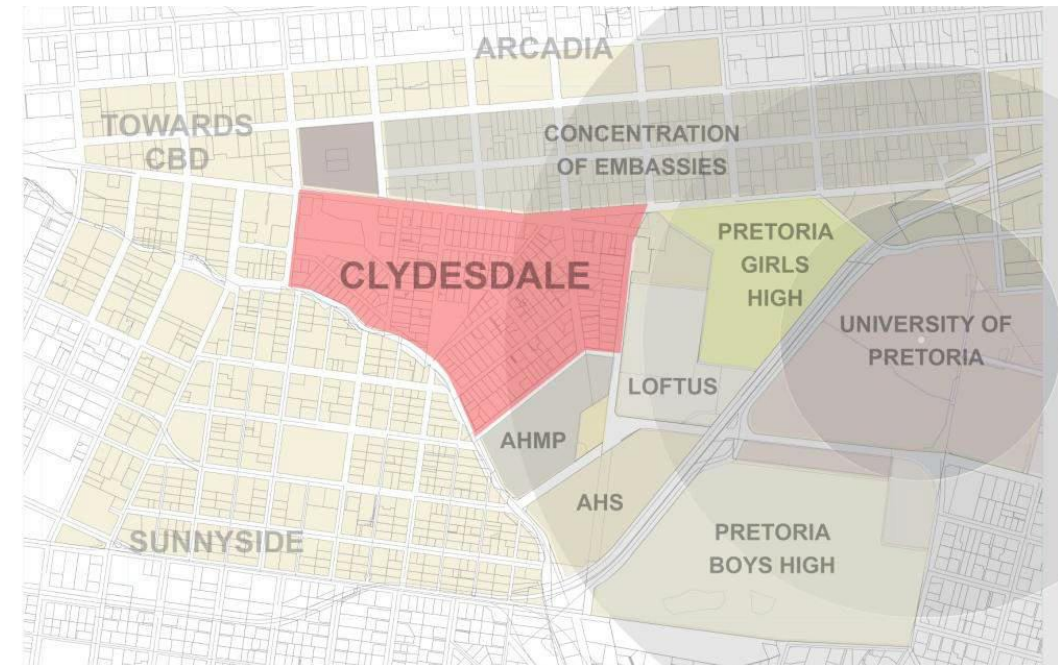 ARCADIA
TOWARDS
CBD
CONCENTRATION
OF EMBASSIES
CLYDESDALE
PRETORIA
GIRLS
HIGH
UNIVERSITY OF
PRETORIA
LOFTUS
AHMP
AHS
SUNNYSIDE
PRETORIA
BOYS HIGH